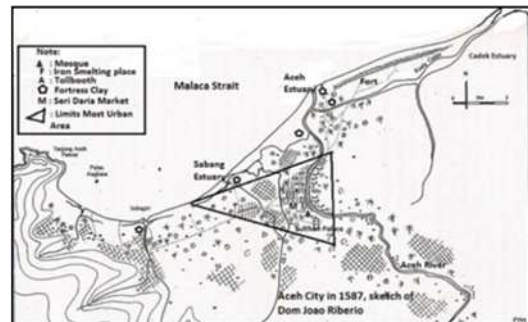 Note:
: Mosque
: Iron Smelting place
: Tollbooth
: Fortress Clay
M : Seri Daria Market
: Limits Most Urban
Area
Malaca Strait
Cadok Estuary
Aceh
Estuary
Fort
Sabang
Estuary
Aceh River
Aceh City in 1587, sketch of
Dom Joao Riberio